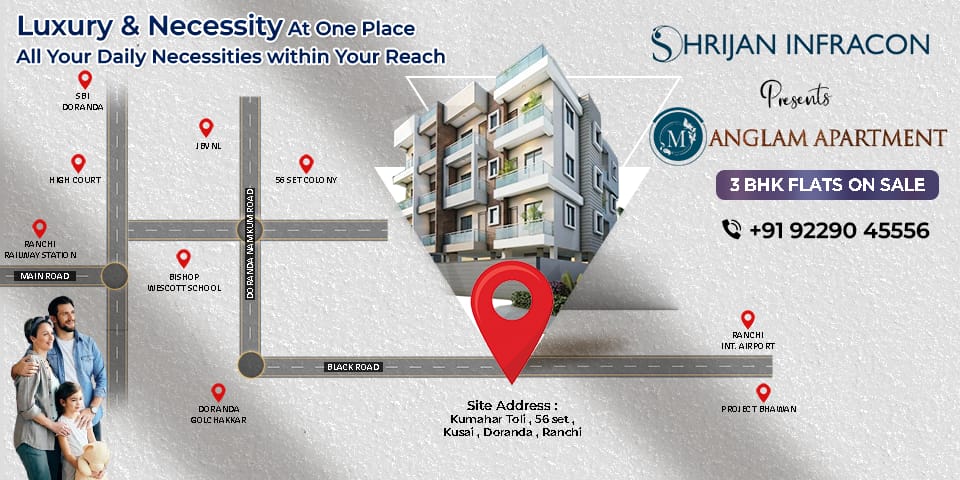 Luxury & Necessity At One Place
All Your Daily Necessities within Your Reach
SHRIJAN INFRACON
Presents
MANGLAM APARTMENT
3 BHK FLATS ON SALE
+91 92290 45556
SBI
DORANDA
JBVNL
HIGH COURT
56 SET COLONY
RANCHI
RAILWAY STATION
MAIN ROAD
BISHOP
WESCOTT SCHOOL
DORANDA NAMKUM ROAD
BLACK ROAD
RANCHI
INT. AIRPORT
DORANDA
GOLCHAKKAR
PROJECT BHAWAN
Site Address :
Kumahar Toli , 56 set ,
Kusai , Doranda , Ranchi